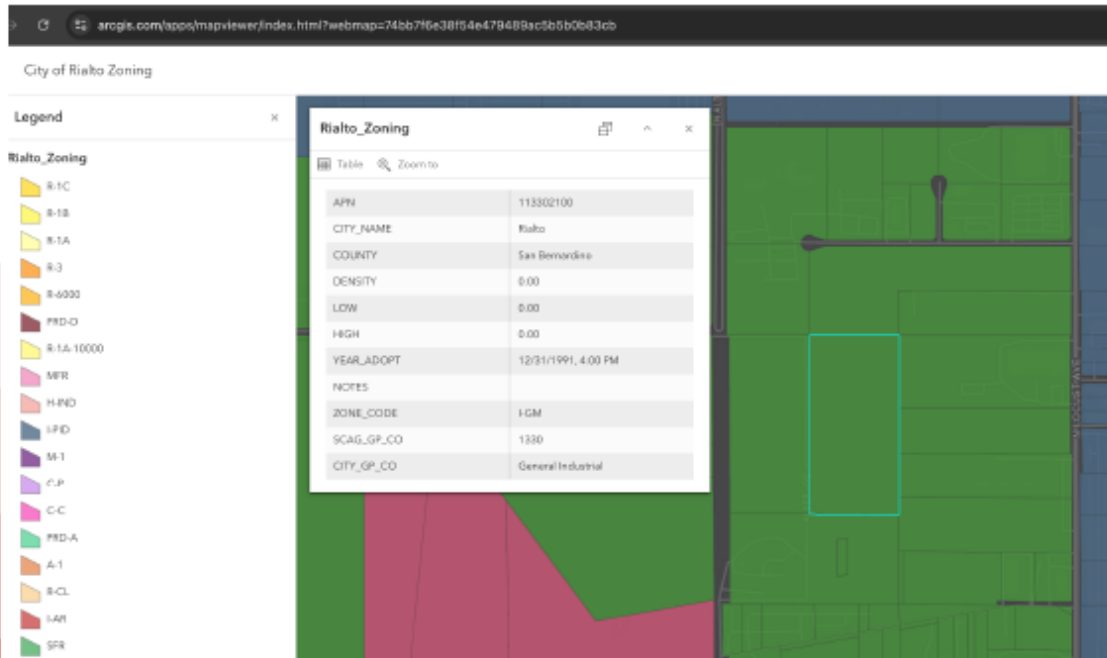 arcgis.com/apps/mapviewer/index.html?webmap=74bb7f6e38f54e479489ac5b5b0b83cb
City of Rialto Zoning
Legend
Rialto_Zoning
R-1C
R-1B
R-1A
R-3
R-6000
PRD-D
R-1A-10000
MFR
H-IND
I-PID
M-1
C-P
C-C
PRD-A
A-1
R-CL
I-AR
SFR
Rialto_Zoning
Table Zoom to
APN 113302100
CITY_NAME Rialto
COUNTY San Bernardino
DENSITY 0.00
LOW 0.00
HIGH 0.00
YEAR_ADOPT 12/31/1991, 4:00 PM
NOTES
ZONE_CODE I-GM
SCAG_GP_CO 1330
CITY_GP_CO General Industrial
LOCUST AVE